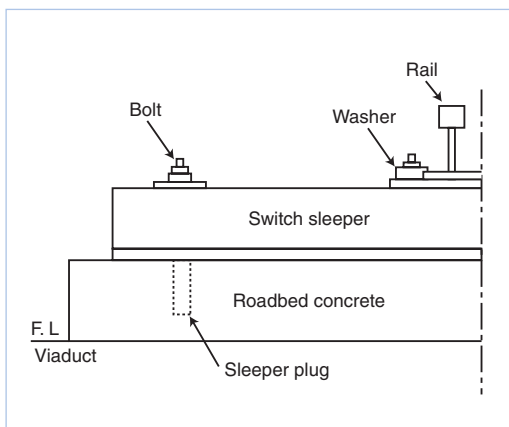 Rail
Bolt
Washer
Switch sleeper
Roadbed concrete
F. L
Viaduct
Sleeper plug